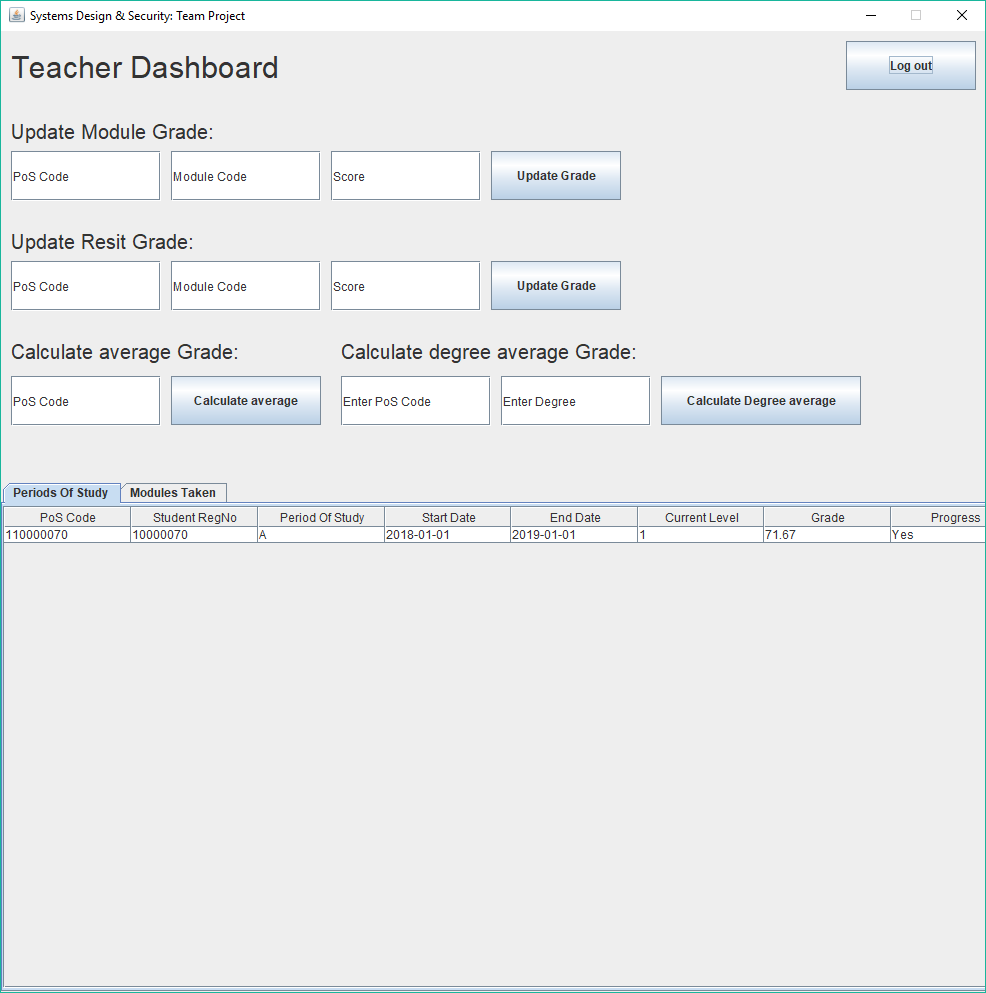 Systems Design & Security: Team Project
Teacher Dashboard
Log out
Update Module Grade:
PoS Code Module Code Score Update Grade
Update Resit Grade:
PoS Code Module Code Score Update Grade
Calculate average Grade: Calculate degree average Grade:
PoS Code Calculate average Enter PoS Code Enter Degree Calculate Degree average
Periods Of Study Modules Taken
PoS Code Student RegNo Period Of Study Start Date End Date Current Level Grade Progress
110000070 10000070 A 2018-01-01 2019-01-01 1 71.67 Yes